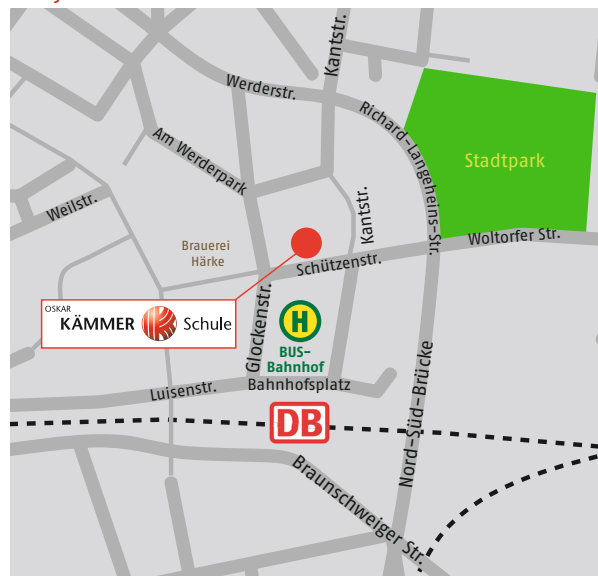 Kantstr.
Werderstr.
Richard-Langeheins-Str.
Am Werderpark
Stadtpark
Weilstr.
Kantstr.
Woltorfer Str.
Brauerei
Härke
Schützenstr.
OSKAR
KÄMMER Schule
Glockenstr.
H
BUS-
Bahnhof
Bahnhofsplatz
Luisenstr.
Nord-Süd-Brücke
DB
Braunschweiger Str.